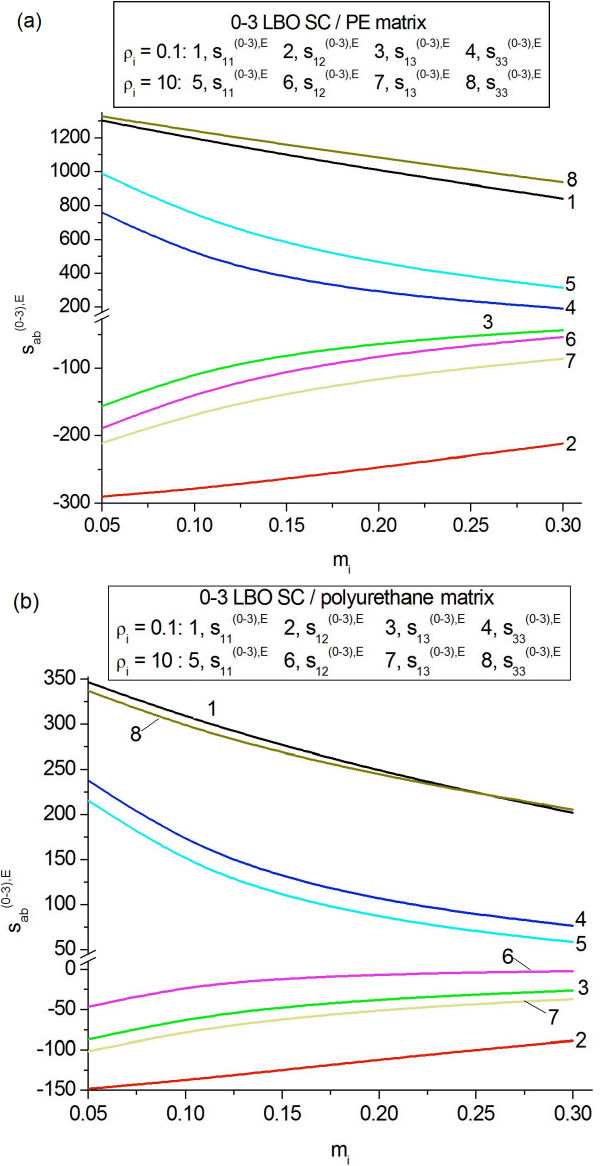 (a)
0-3 LBO SC / PE matrix
ρi = 0.1: 1, s11(0-3),E 2, s12(0-3),E 3, s13(0-3),E 4, s33(0-3),E
ρi = 10: 5, s11(0-3),E 6, s12(0-3),E 7, s13(0-3),E 8, s33(0-3),E
1200
1000
800
600
400
200
-100
-200
-300
sab(0-3),E
8
1
5
4
3
6
7
2
0.05 0.10 0.15 0.20 0.25 0.30
mi
(b)
0-3 LBO SC / polyurethane matrix
ρi = 0.1: 1, s11(0-3),E 2, s12(0-3),E 3, s13(0-3),E 4, s33(0-3),E
ρi = 10 : 5, s11(0-3),E 6, s12(0-3),E 7, s13(0-3),E 8, s33(0-3),E
350
300
250
200
150
100
50
0
-50
-100
-150
sab(0-3),E
1
8
4
5
6
3
7
2
0.05 0.10 0.15 0.20 0.25 0.30
mi